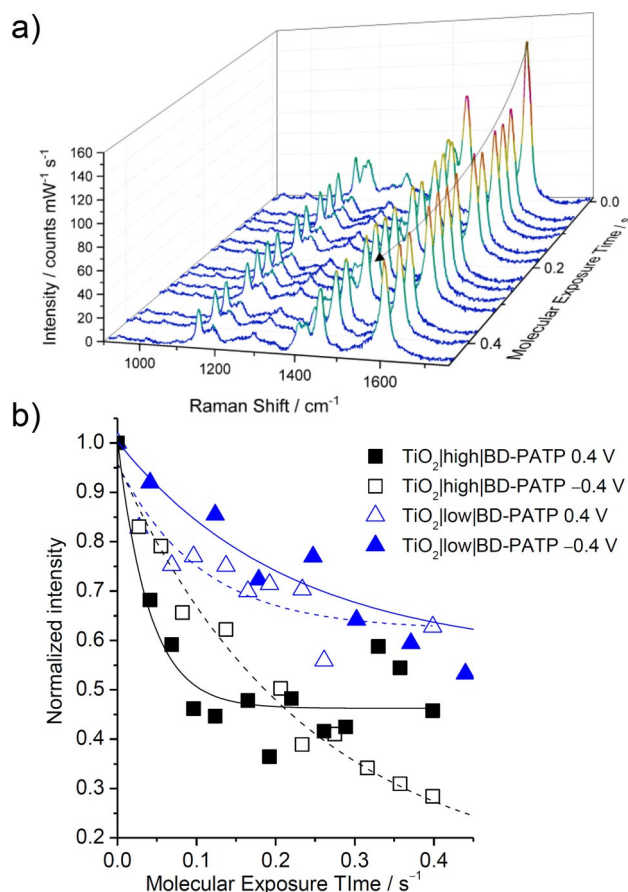 a)
Intensity / counts mW⁻¹ s⁻¹
160
140
120
100
80
60
40
20
0
1000
1200
1400
1600
Raman Shift / cm⁻¹
0.0
0.2
0.4
Molecular Exposure Time / s
b)
Normalized intensity
1.0
0.9
0.8
0.7
0.6
0.5
0.4
0.3
0.2
TiO₂|high|BD-PATP 0.4 V
TiO₂|high|BD-PATP −0.4 V
TiO₂|low|BD-PATP 0.4 V
TiO₂|low|BD-PATP −0.4 V
0.0
0.1
0.2
0.3
0.4
Molecular Exposure TIme / s⁻¹